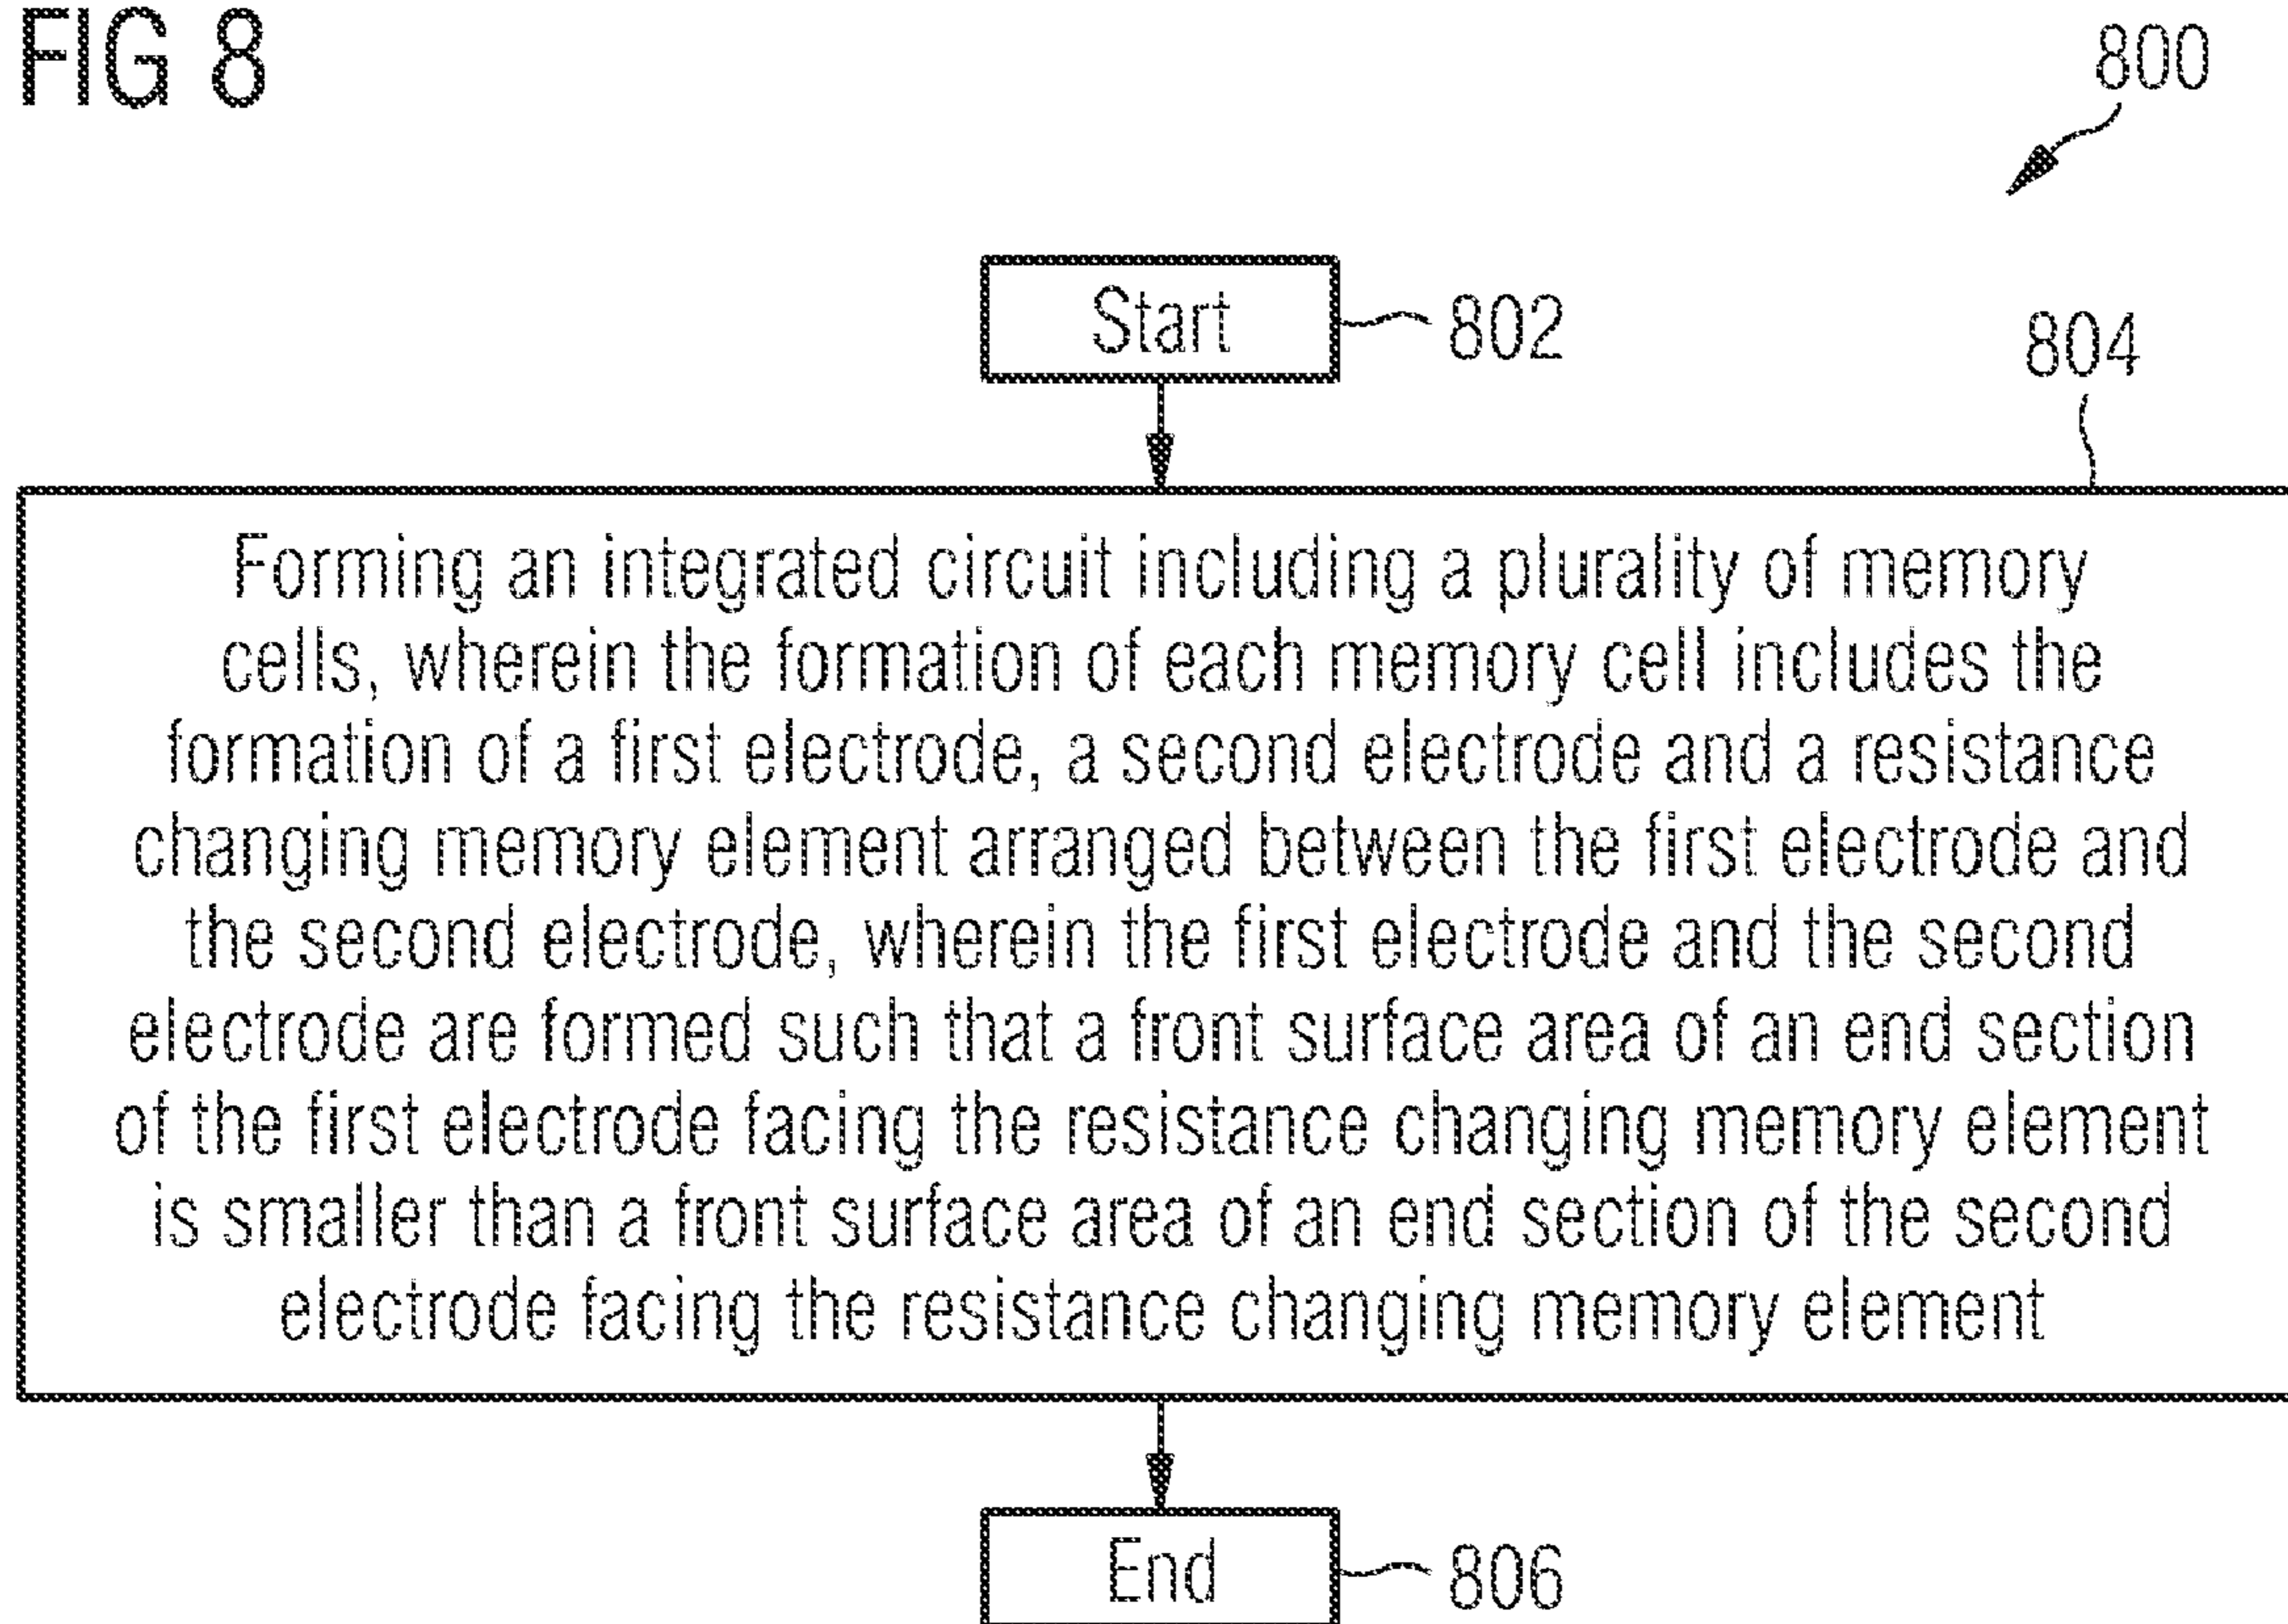 FIG 8
800
Start
802
804
Forming an integrated circuit including a plurality of memory
cells, wherein the formation of each memory cell includes the
formation of a first electrode, a second electrode and a resistance
changing memory element arranged between the first electrode and
the second electrode, wherein the first electrode and the second
electrode are formed such that a front surface area of an end section
of the first electrode facing the resistance changing memory element
is smaller than a front surface area of an end section of the second
electrode facing the resistance changing memory element
End
806